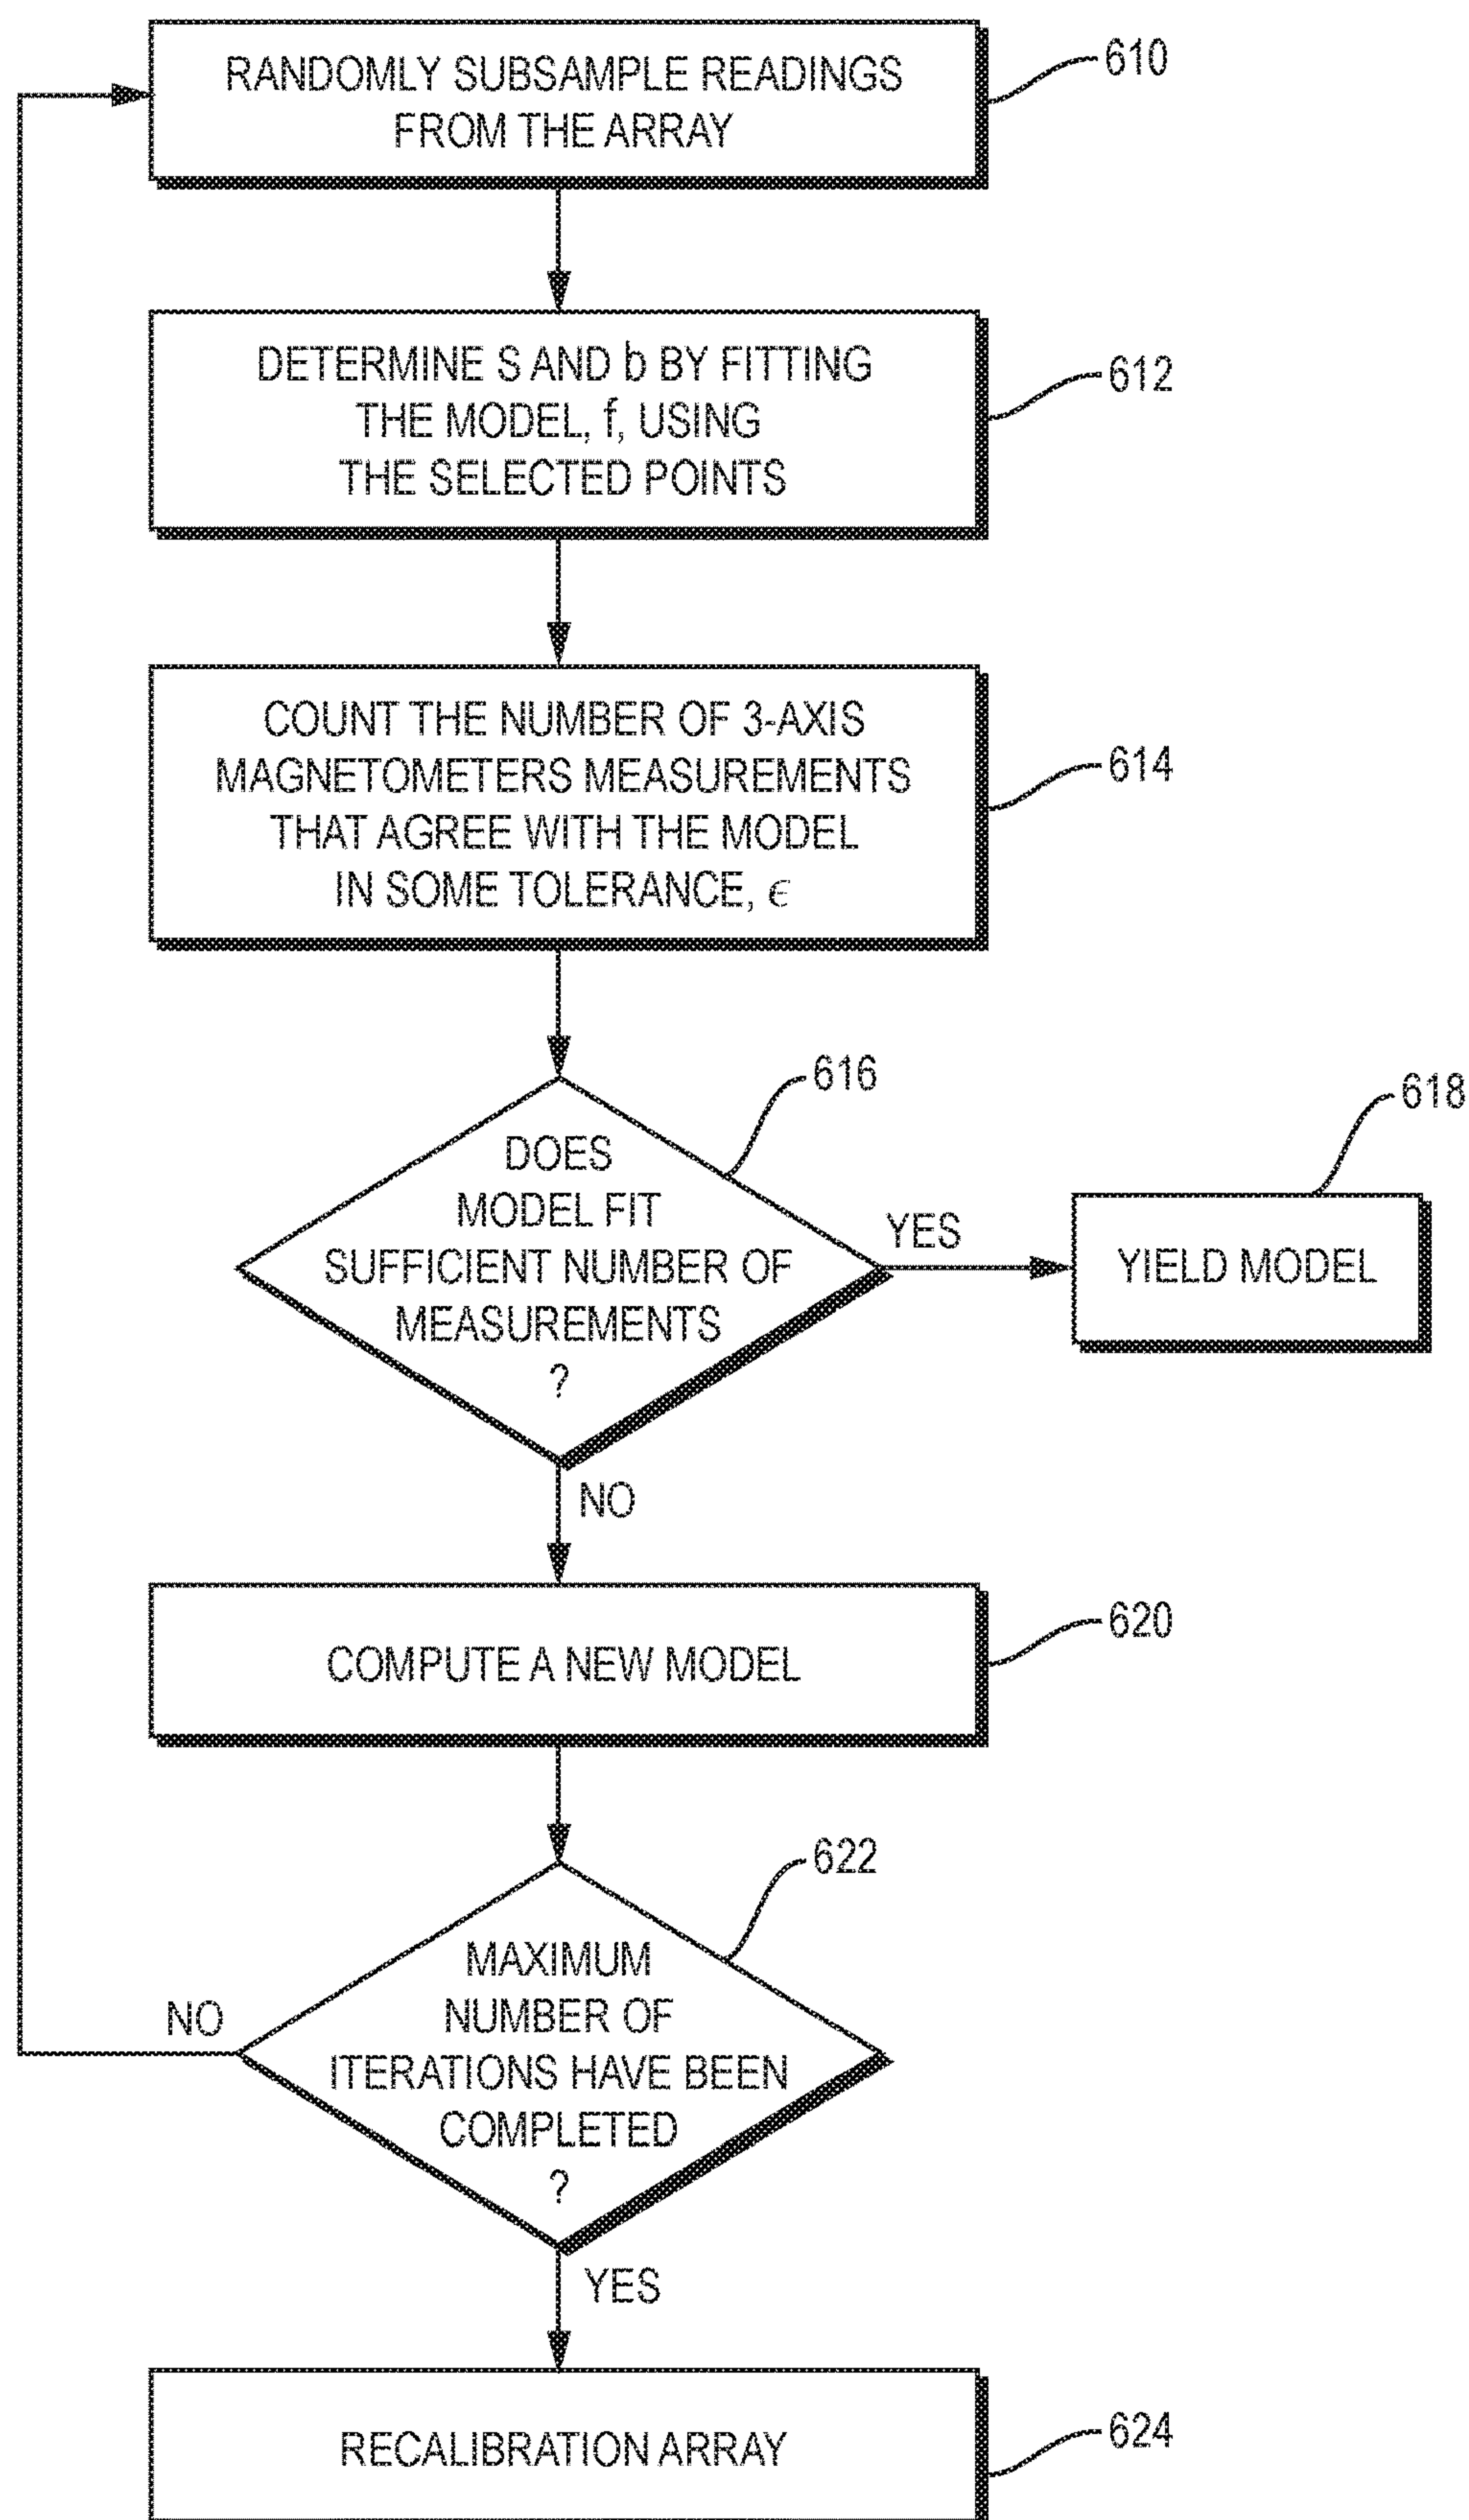 RANDOMLY SUBSAMPLE READINGS
FROM THE ARRAY
610
DETERMINE S AND b BY FITTING
THE MODEL, f, USING
THE SELECTED POINTS
612
COUNT THE NUMBER OF 3-AXIS
MAGNETOMETERS MEASUREMENTS
THAT AGREE WITH THE MODEL
IN SOME TOLERANCE, ϵ
614
DOES
MODEL FIT
SUFFICIENT NUMBER OF
MEASUREMENTS
?
616
YES
YIELD MODEL
618
NO
COMPUTE A NEW MODEL
620
MAXIMUM
NUMBER OF
ITERATIONS HAVE BEEN
COMPLETED
?
622
NO
YES
RECALIBRATION ARRAY
624